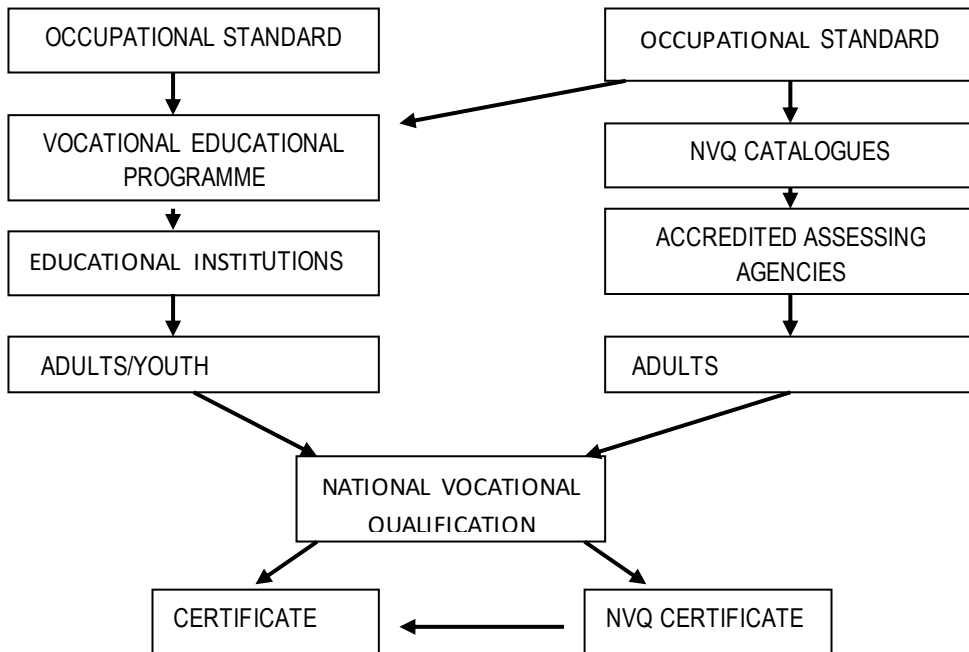 OCCUPATIONAL STANDARD
OCCUPATIONAL STANDARD
VOCATIONAL EDUCATIONAL
PROGRAMME
NVQ CATALOGUES
EDUCATIONAL INSTITUTIONS
ACCREDITED ASSESSING
AGENCIES
ADULTS/YOUTH
ADULTS
NATIONAL VOCATIONAL
QUALIFICATION
CERTIFICATE
NVQ CERTIFICATE